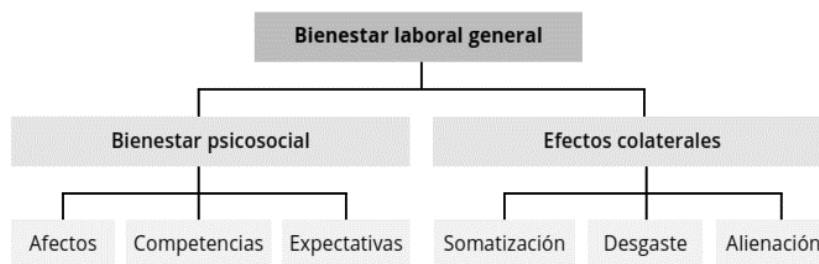 Bienestar laboral general
Bienestar psicosocial
Efectos colaterales
Afectos
Competencias
Expectativas
Somatización
Desgaste
Alienación